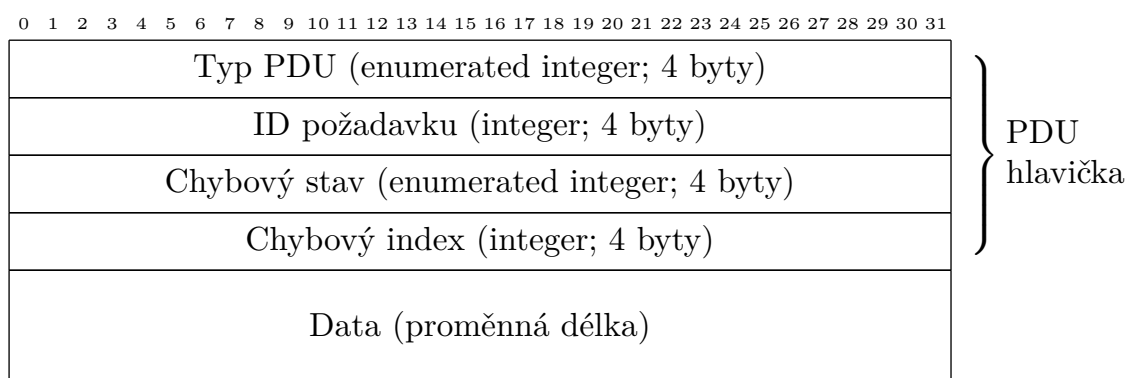 0 1 2 3 4 5 6 7 8 9 10 11 12 13 14 15 16 17 18 19 20 21 22 23 24 25 26 27 28 29 30 31
Typ PDU (enumerated integer; 4 byty)
ID požadavku (integer; 4 byty)
Chybový stav (enumerated integer; 4 byty)
Chybový index (integer; 4 byty)
PDU
hlavička
Data (proměnná délka)